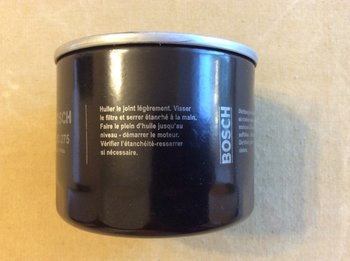 OSCH
Huiler le joint légèrement. Visser
le filtre et serrer étanché à la main.
Faire le plein d'huile jusqu'au
niveau - démarrer le moteur.
Vérifier l'étanchéité-resserrer
si nécessaire.
BOSCH